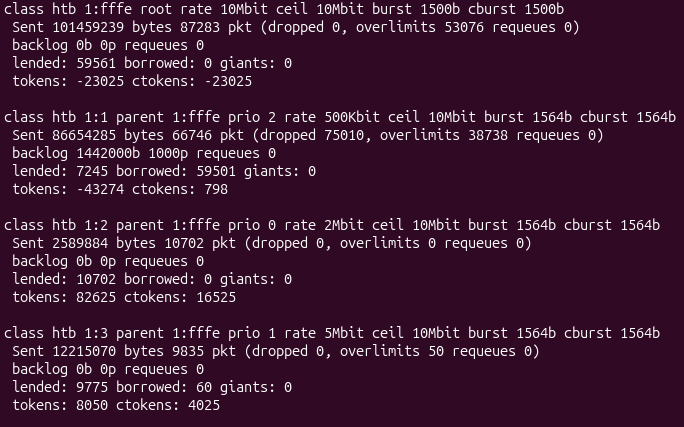 class htb 1:fffe root rate 10Mbit ceil 10Mbit burst 1500b cburst 1500b
 Sent 101459239 bytes 87283 pkt (dropped 0, overlimits 53076 requeues 0)
 backlog 0b 0p requeues 0
 lended: 59561 borrowed: 0 giants: 0
 tokens: -23025 ctokens: -23025

class htb 1:1 parent 1:fffe prio 2 rate 500Kbit ceil 10Mbit burst 1564b cburst 1564b
 Sent 86654285 bytes 66746 pkt (dropped 75010, overlimits 38738 requeues 0)
 backlog 1442000b 1000p requeues 0
 lended: 7245 borrowed: 59501 giants: 0
 tokens: -43274 ctokens: 798

class htb 1:2 parent 1:fffe prio 0 rate 2Mbit ceil 10Mbit burst 1564b cburst 1564b
 Sent 2589884 bytes 10702 pkt (dropped 0, overlimits 0 requeues 0)
 backlog 0b 0p requeues 0
 lended: 10702 borrowed: 0 giants: 0
 tokens: 82625 ctokens: 16525

class htb 1:3 parent 1:fffe prio 1 rate 5Mbit ceil 10Mbit burst 1564b cburst 1564b
 Sent 12215070 bytes 9835 pkt (dropped 0, overlimits 50 requeues 0)
 backlog 0b 0p requeues 0
 lended: 9775 borrowed: 60 giants: 0
 tokens: 8050 ctokens: 4025